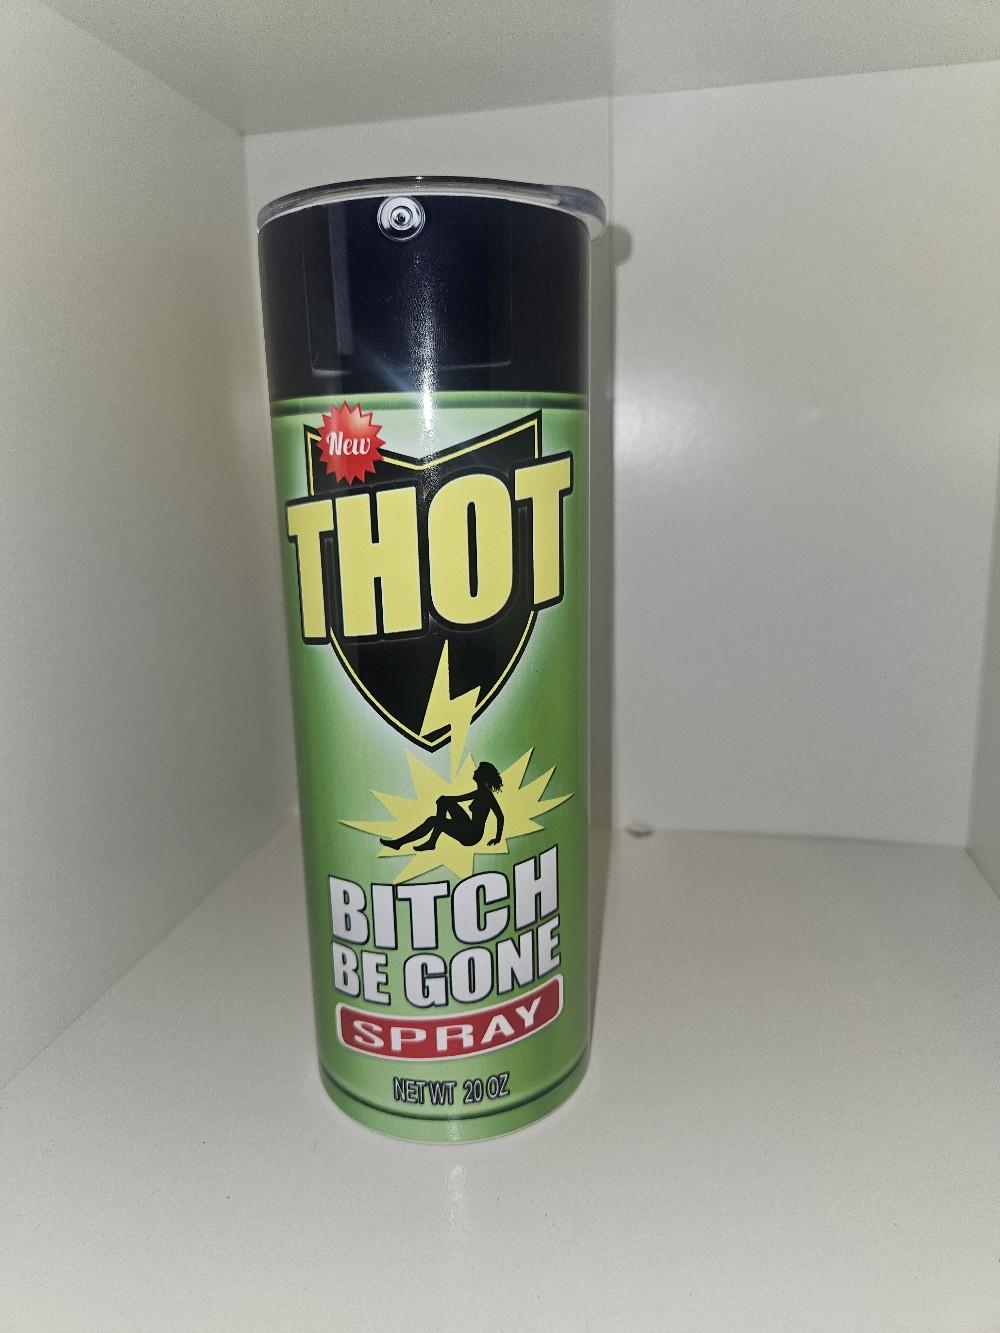 New
THOT
BITCH
BE GONE
SPRAY
NET WT 20 OZ